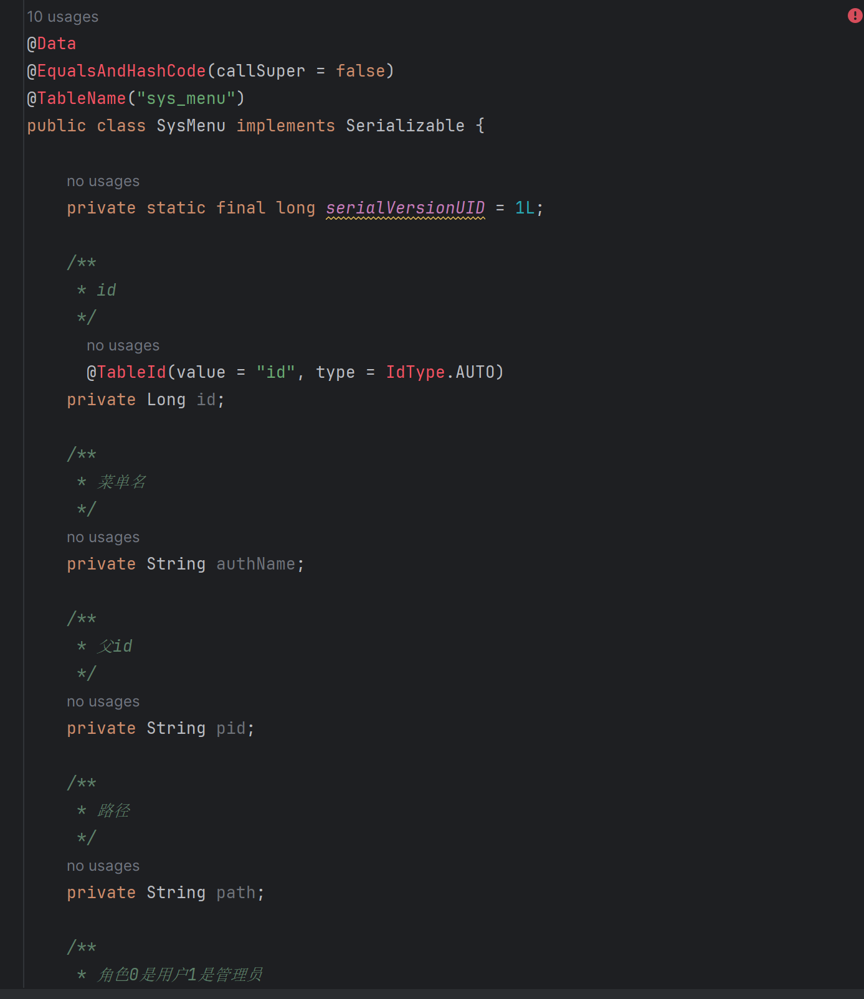 10 usages
@Data
@EqualsAndHashCode(callSuper = false)
@TableName("sys_menu")
public class SysMenu implements Serializable {
no usages
private static final long serialVersionUID = 1L;
/**
* id
*/
no usages
@TableId(value = "id", type = IdType.AUTO)
private Long id;
/**
* 菜单名
*/
no usages
private String authName;
/**
* 父id
*/
no usages
private String pid;
/**
* 路径
*/
no usages
private String path;
/**
* 角色0是用户1是管理员